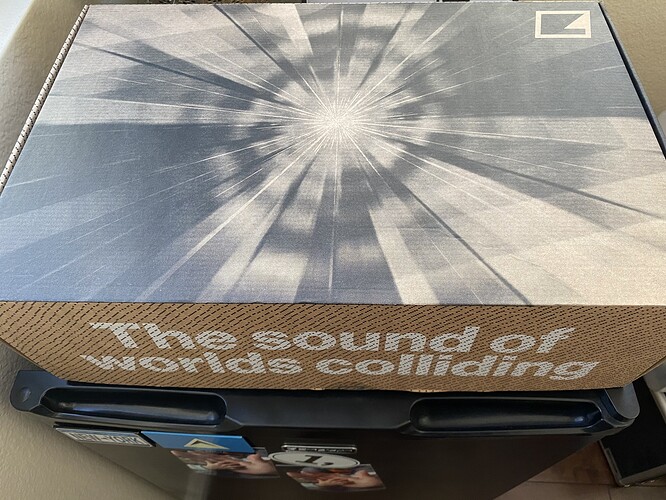 The sound of
worlds colliding